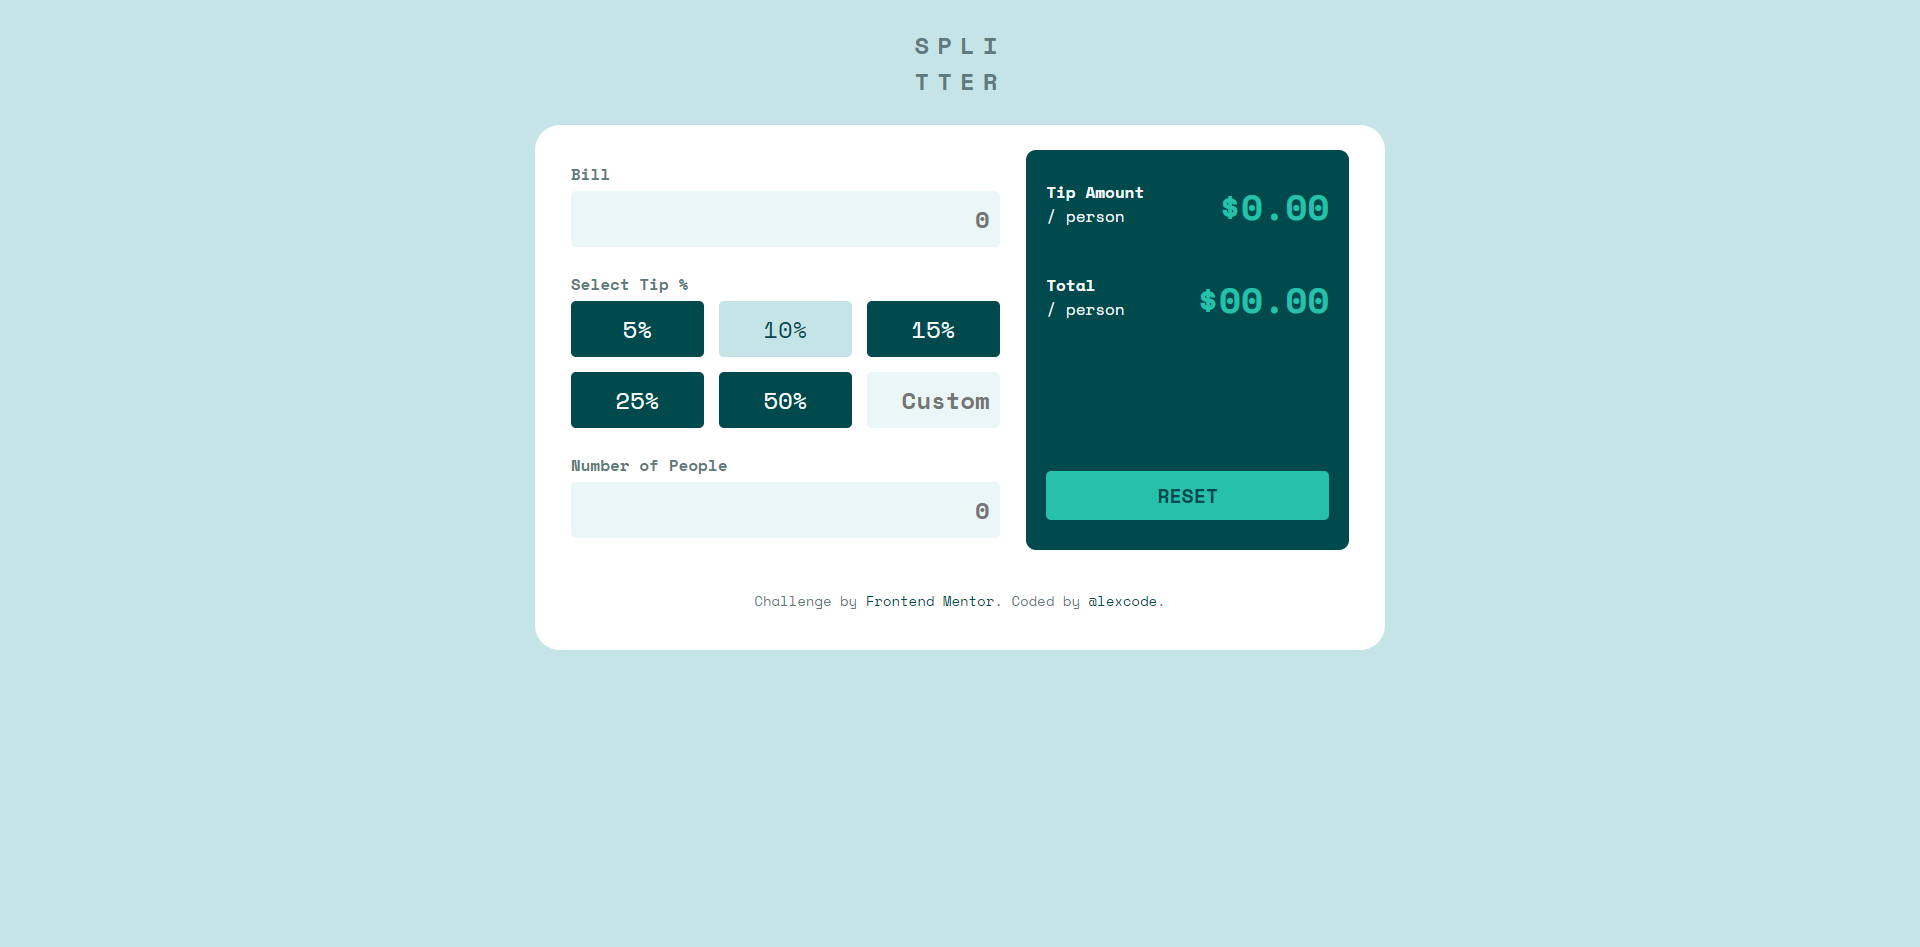 SPLI
TTER
Bill
0
Select Tip %
5%
10%
15%
25%
50%
Custom
Number of People
0
Tip Amount
/ person
$0.00
Total
/ person
$00.00
RESET
Challenge by Frontend Mentor. Coded by @lexcode.